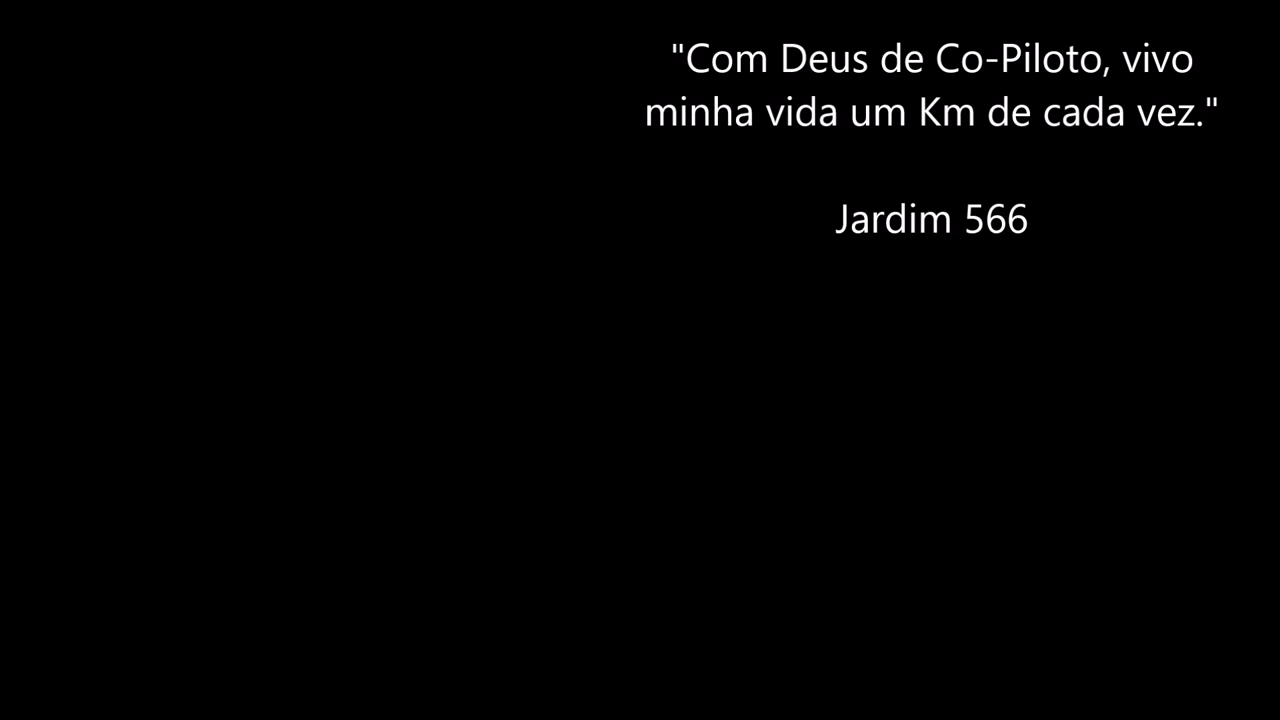 "Com Deus de Co-Piloto, vivo
minha vida um Km de cada vez."
Jardim 566